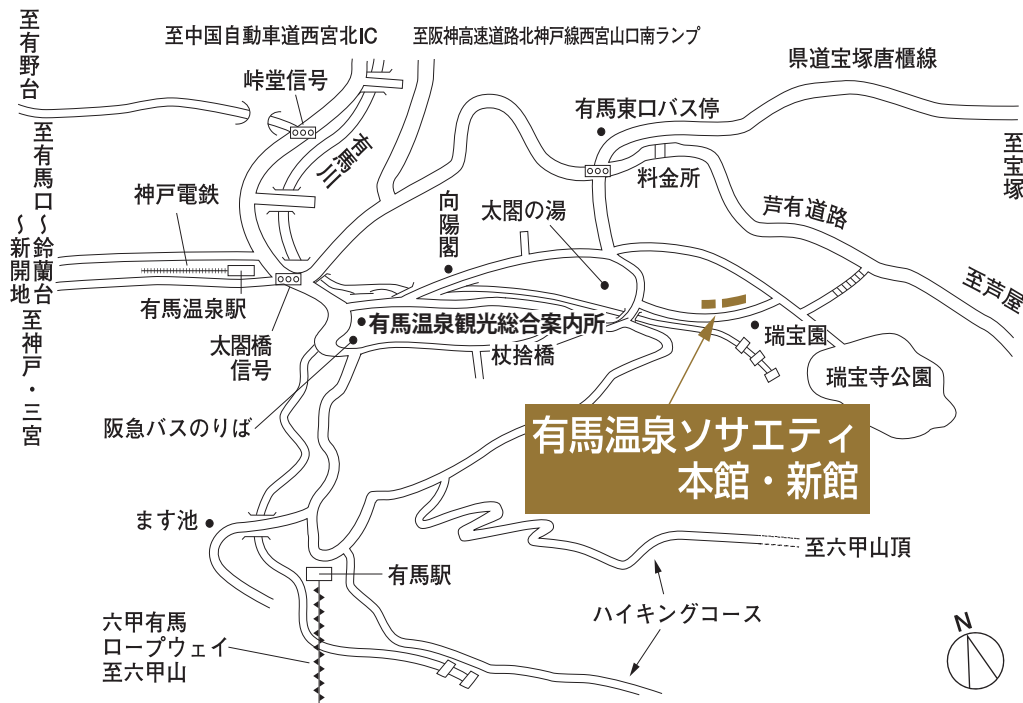 至有野台
至中国自動車道西宮北IC
至阪神高速道路北神戸線西宮山口南ランプ
県道宝塚唐櫃線
峠堂信号
有馬東口バス停
至宝塚
有馬川
料金所
神戸電鉄
向陽閣
太閤の湯
芦有道路
至有馬口〜鈴蘭台
〜新開地
至芦屋
有馬温泉駅
有馬温泉観光総合案内所
瑞宝園
太閤橋
信号
杖捨橋
瑞宝寺公園
至神戸・三宮
阪急バスのりば
有馬温泉ソサエティ
本館・新館
ます池
至六甲山頂
有馬駅
ハイキングコース
六甲有馬
ロープウェイ
至六甲山
N